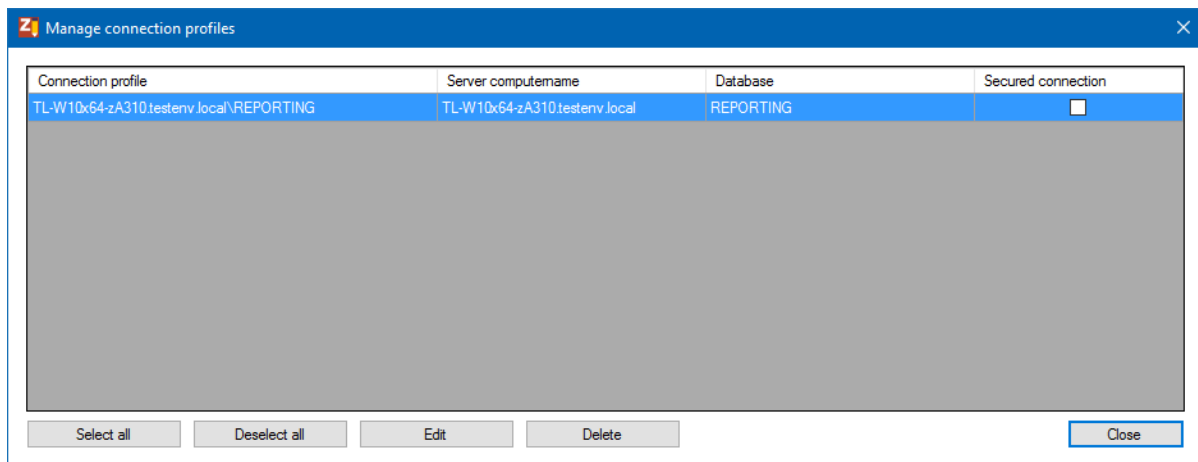 Manage connection profiles
Connection profile Server computername Database Secured connection
TL-W10x64-zA310.testenv.local\REPORTING TL-W10x64-zA310.testenv.local REPORTING
Select all Deselect all Edit Delete Close